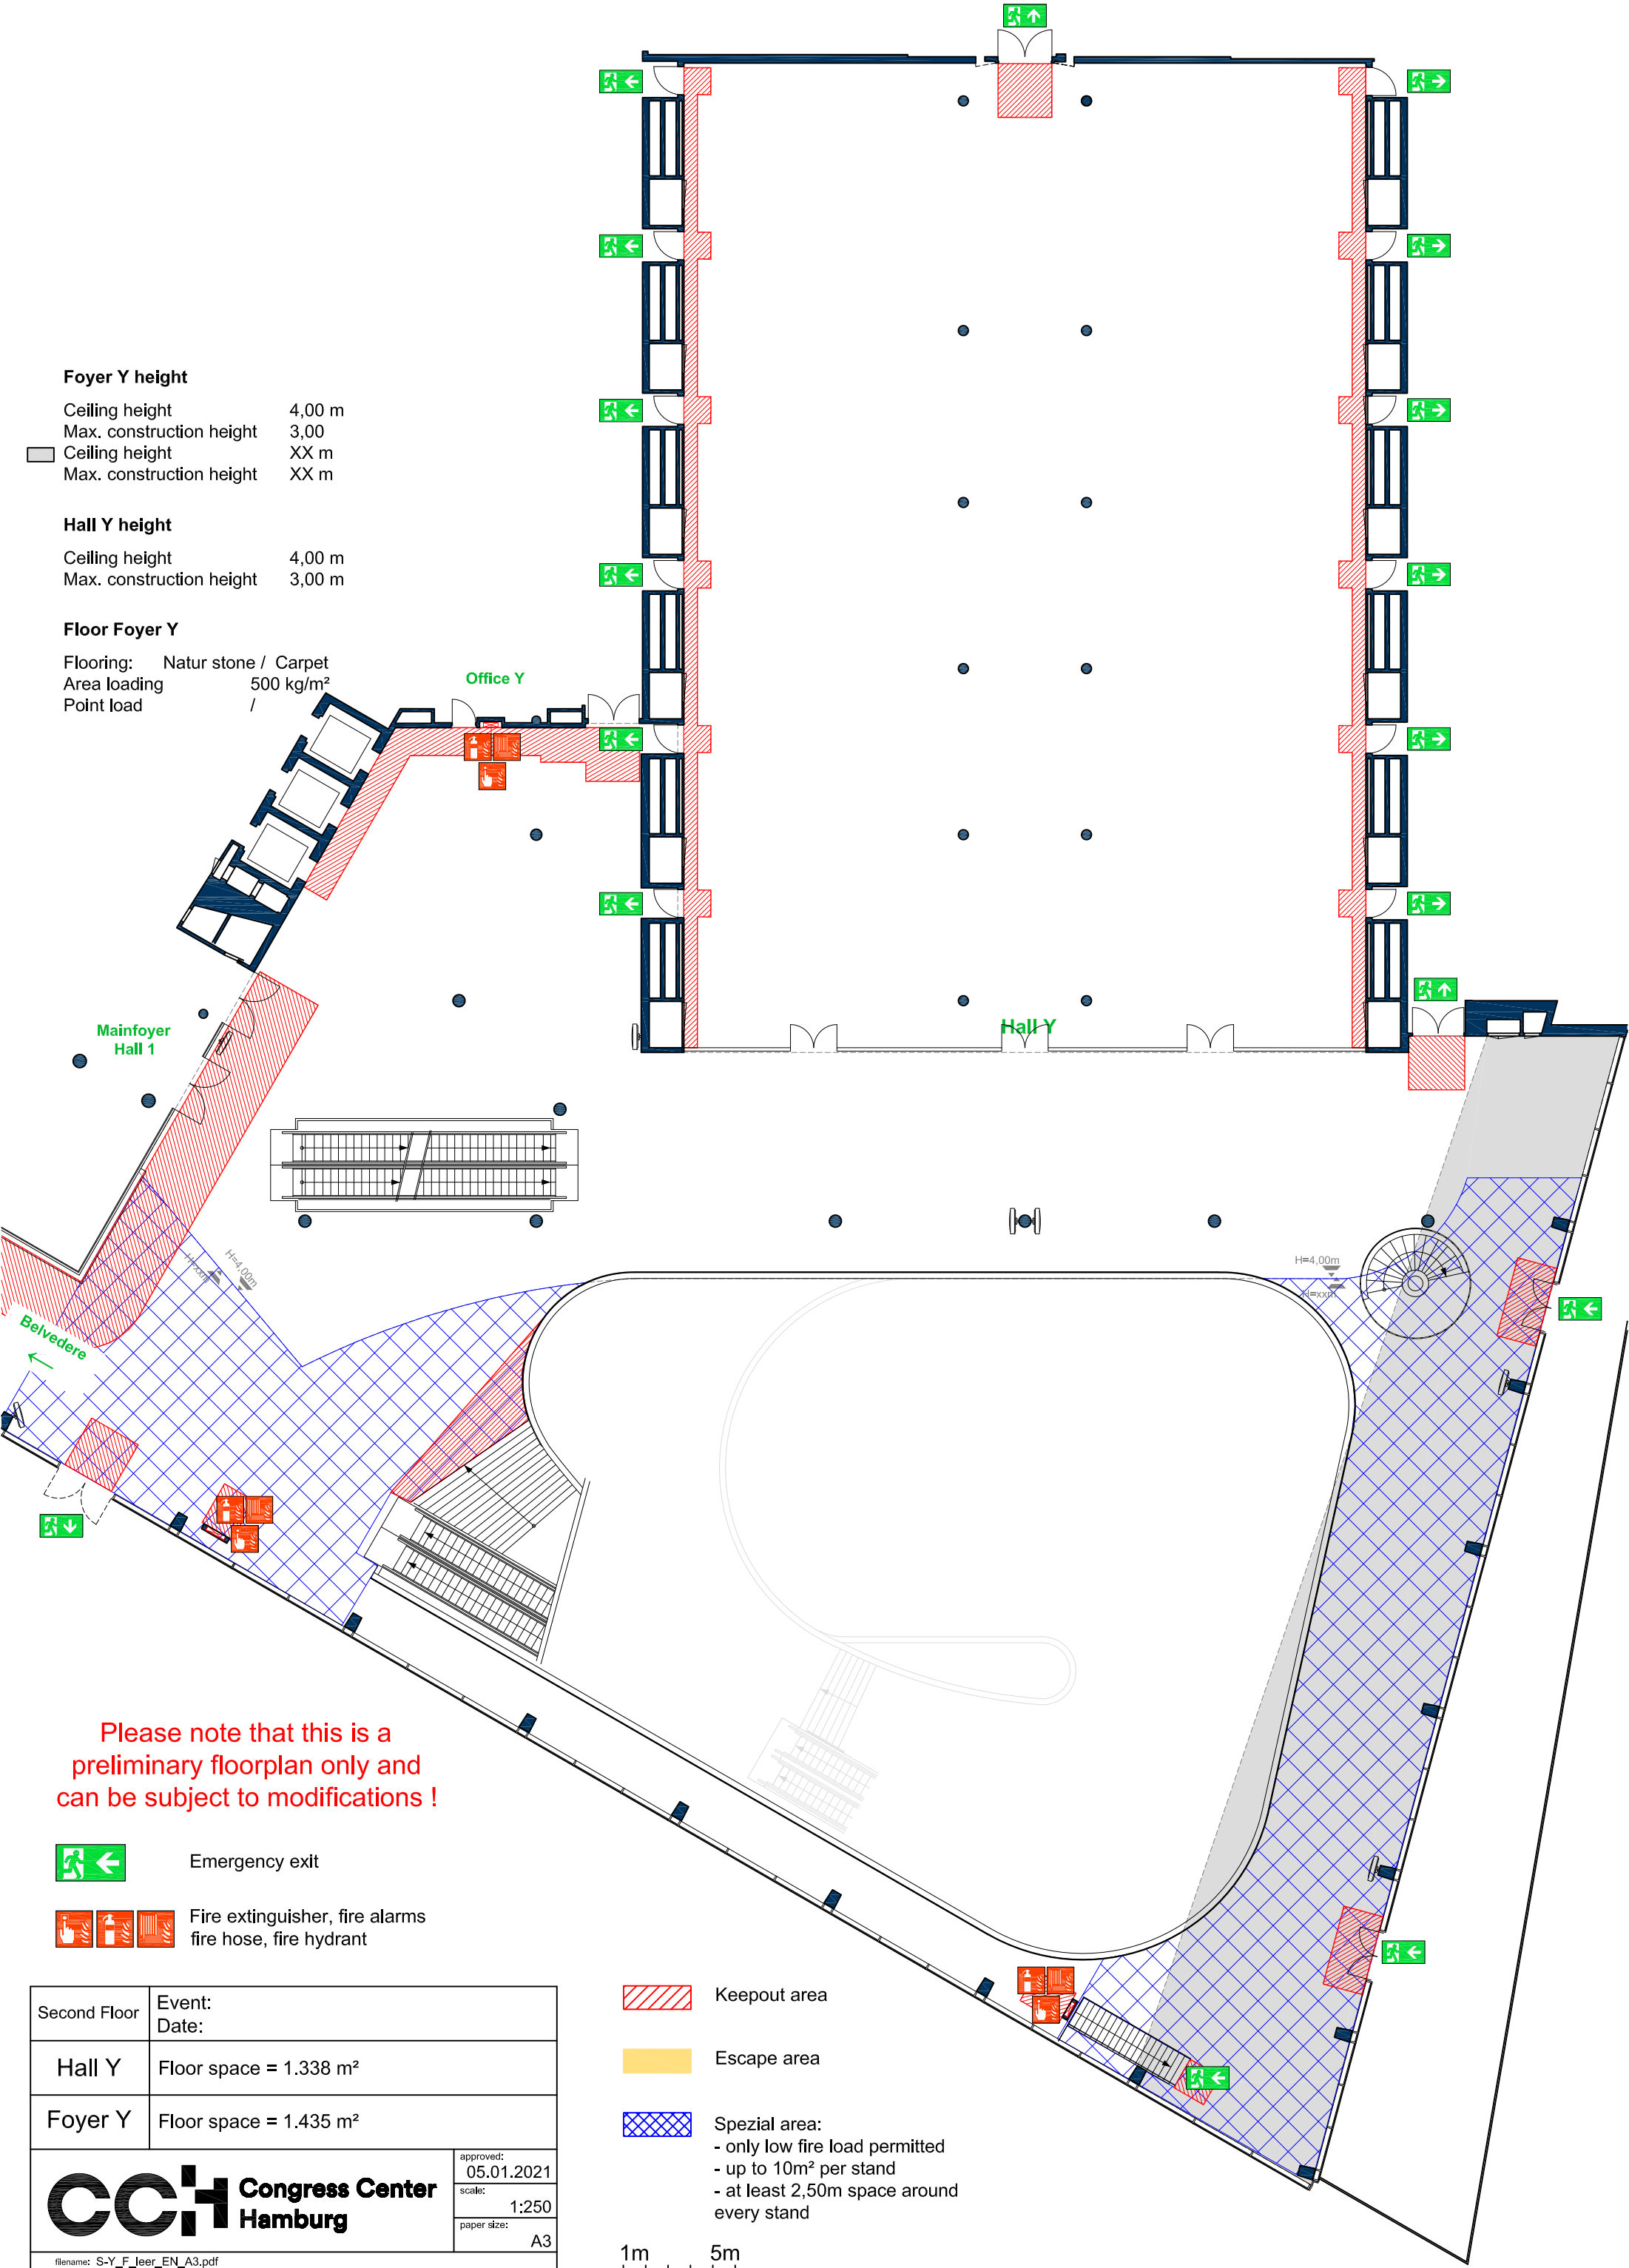 Foyer Y height
Ceiling height 4,00 m
Max. construction height 3,00
Ceiling height XX m
Max. construction height XX m
Hall Y height
Ceiling height 4,00 m
Max. construction height 3,00 m
Floor Foyer Y
Flooring: Natur stone / Carpet
Area loading 500 kg/m²
Point load /
Office Y
Mainfoyer
Hall 1
Hall Y
H=xxm
H=4,00m
H=4,00m
H=xxm
Belvedere
Please note that this is a
preliminary floorplan only and
can be subject to modifications !
Emergency exit
Fire extinguisher, fire alarms
fire hose, fire hydrant
Second Floor
Event:
Date:
Hall Y Floor space = 1.338 m²
Foyer Y Floor space = 1.435 m²
CCH Congress Center
Hamburg
approved:
05.01.2021
scale:
1:250
paper size:
A3
filename: S-Y_F_leer_EN_A3.pdf
Keepout area
Escape area
Spezial area:
- only low fire load permitted
- up to 10m² per stand
- at least 2,50m space around
every stand
1m 5m